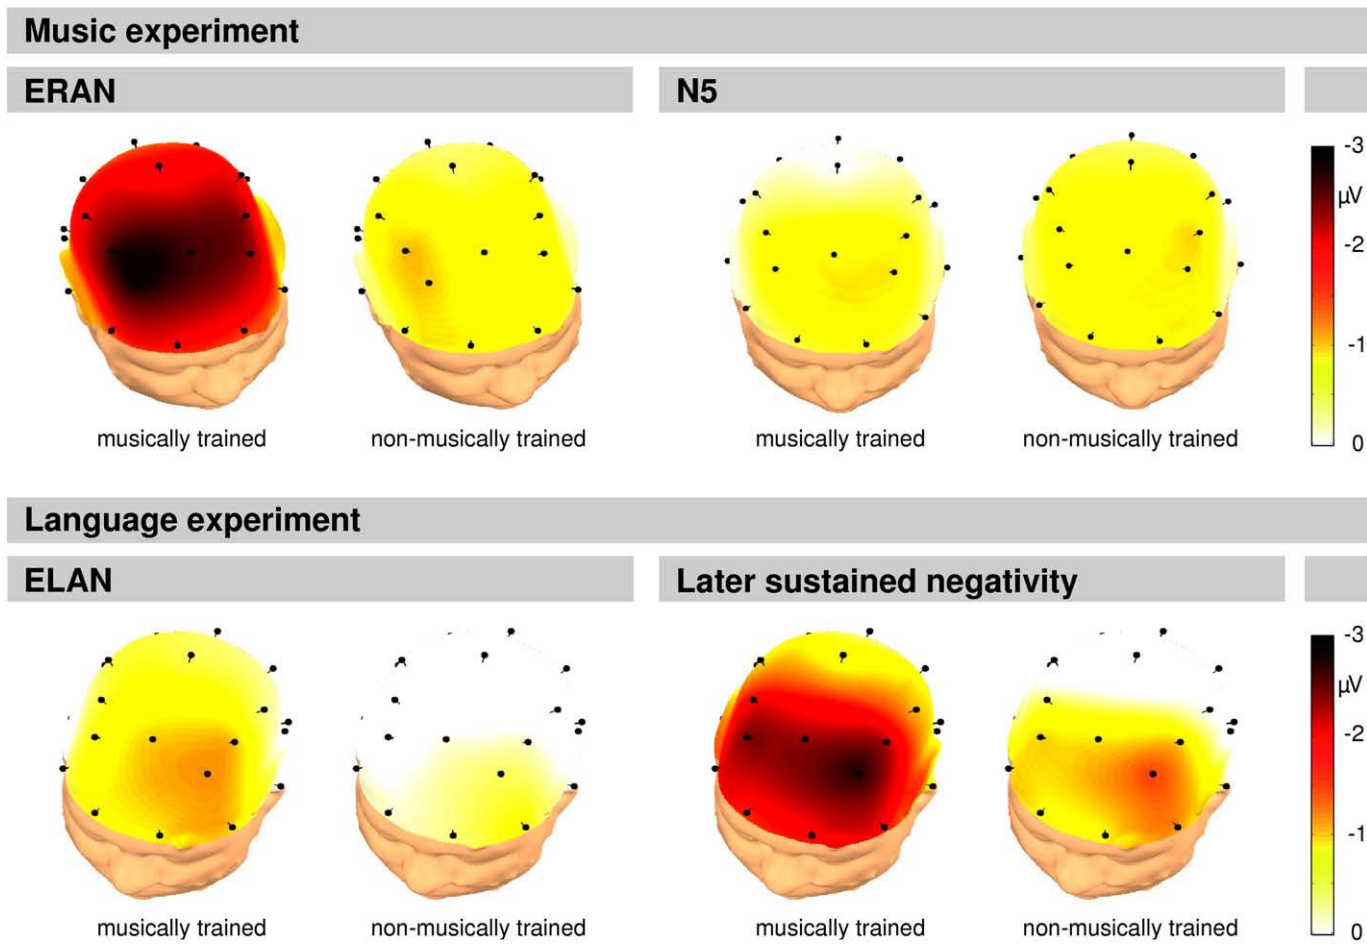 Music experiment
ERAN
N5
-3
µV
-2
-1
0
musically trained
non-musically trained
musically trained
non-musically trained
Language experiment
ELAN
Later sustained negativity
-3
µV
-2
-1
0
musically trained
non-musically trained
musically trained
non-musically trained